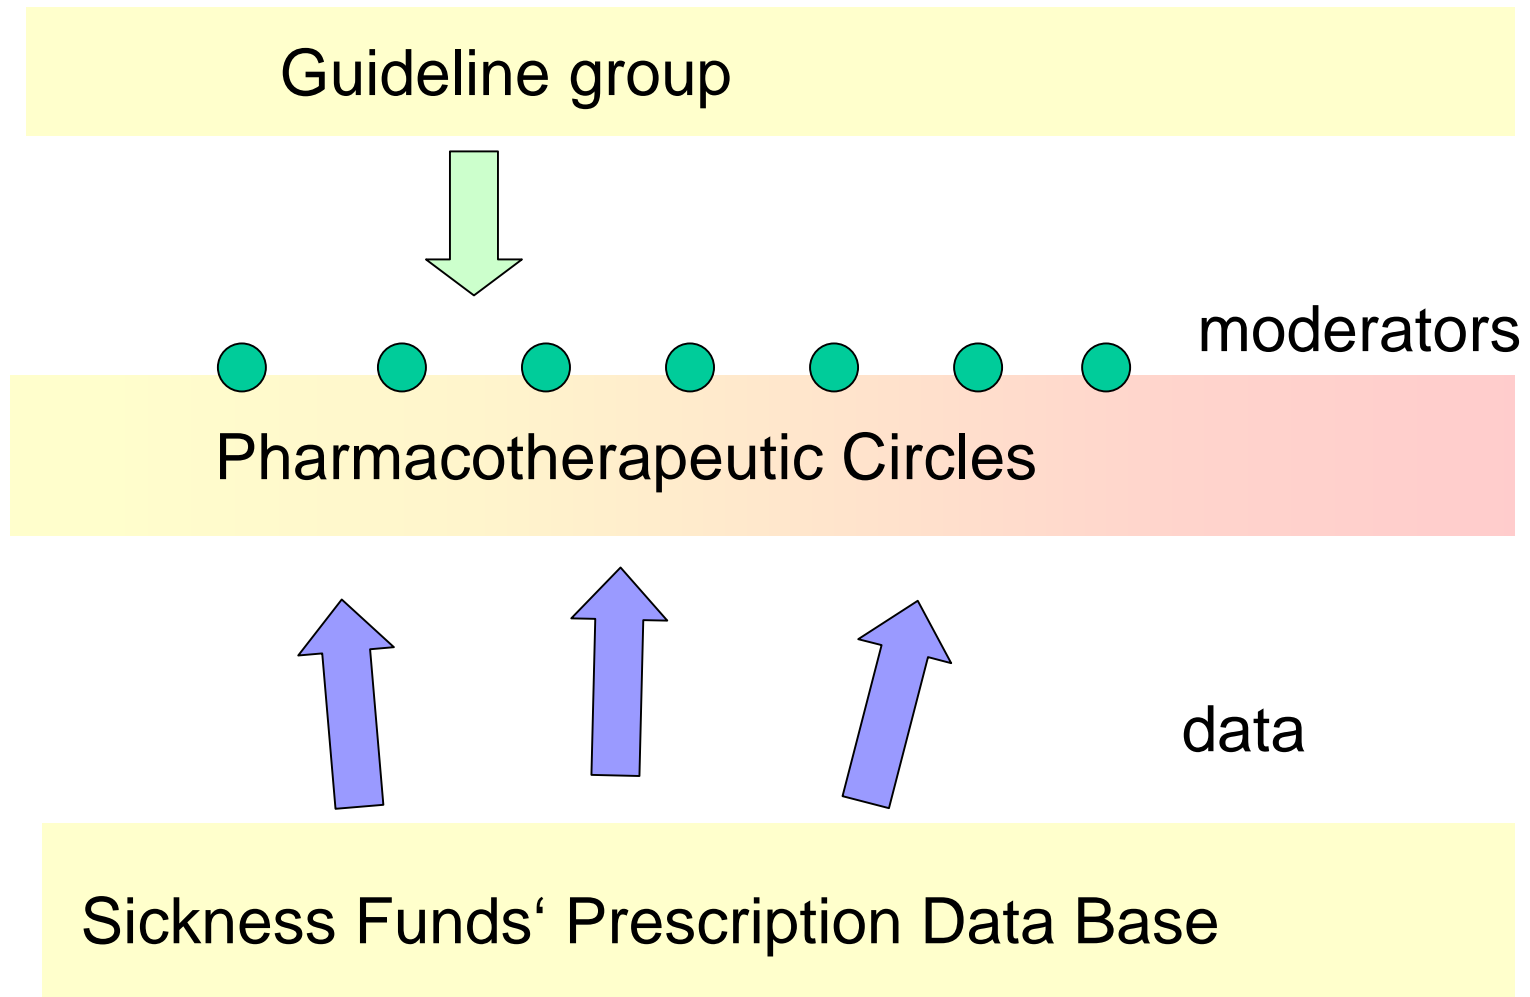 Guideline group
moderators
Pharmacotherapeutic Circles
data
Sickness Funds‘ Prescription Data Base